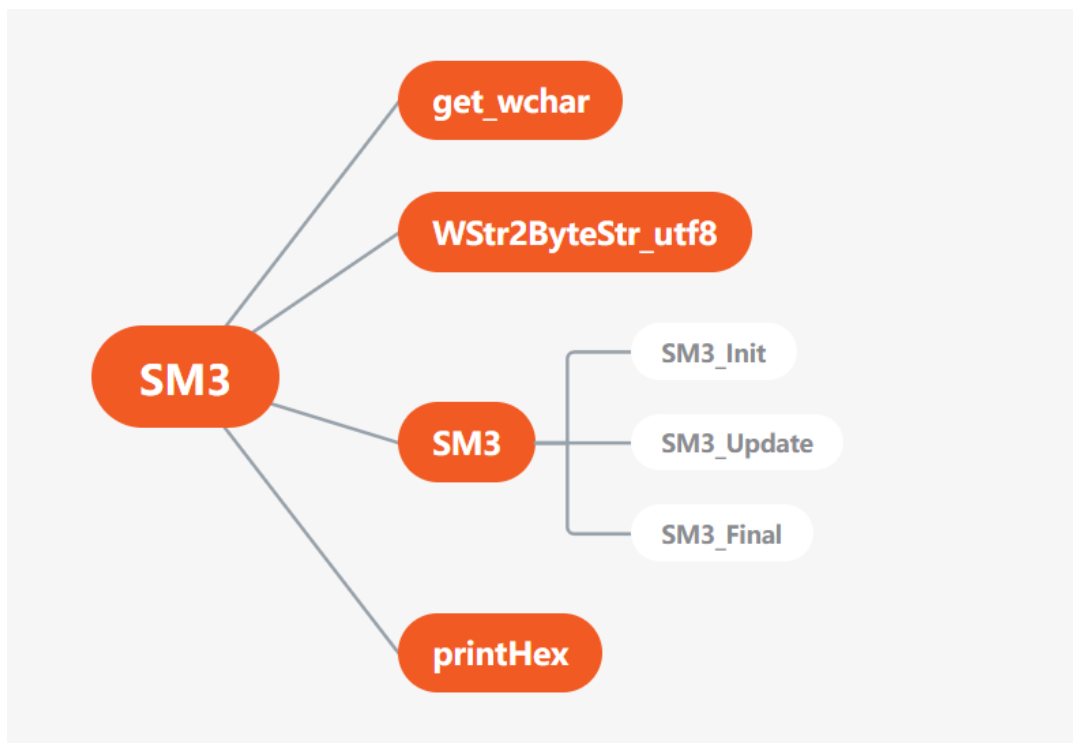 get_wchar
WStr2ByteStr_utf8
SM3
SM3
SM3_Init
SM3_Update
SM3_Final
printHex